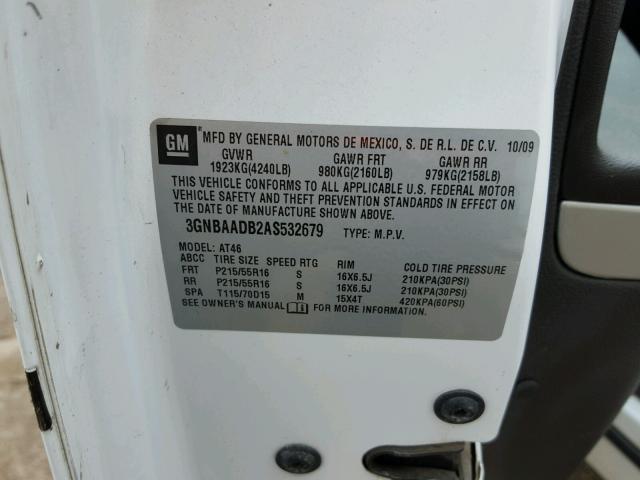 GM ®MFD BY GENERAL MOTORS DE MEXICO, S. DE R.L. DE C.V. 10/09
GVWR GAWR FRT GAWR RR
1923KG(4240LB) 980KG(2160LB) 979KG(2158LB)
THIS VEHICLE CONFORMS TO ALL APPLICABLE U.S. FEDERAL MOTOR
VEHICLE SAFETY AND THEFT PREVENTION STANDARDS IN EFFECT ON
THE DATE OF MANUFACTURE SHOWN ABOVE.
3GNBAADB2AS532679 TYPE: M.P.V.
MODEL: AT46
ABCC TIRE SIZE SPEED RTG RIM COLD TIRE PRESSURE
FRT P215/55R16 S 16X6.5J 210KPA(30PSI)
RR P215/55R16 S 16X6.5J 210KPA(30PSI)
SPA T115/70D15 M 15X4T 420KPA(60PSI)
SEE OWNER'S MANUAL FOR MORE INFORMATION.